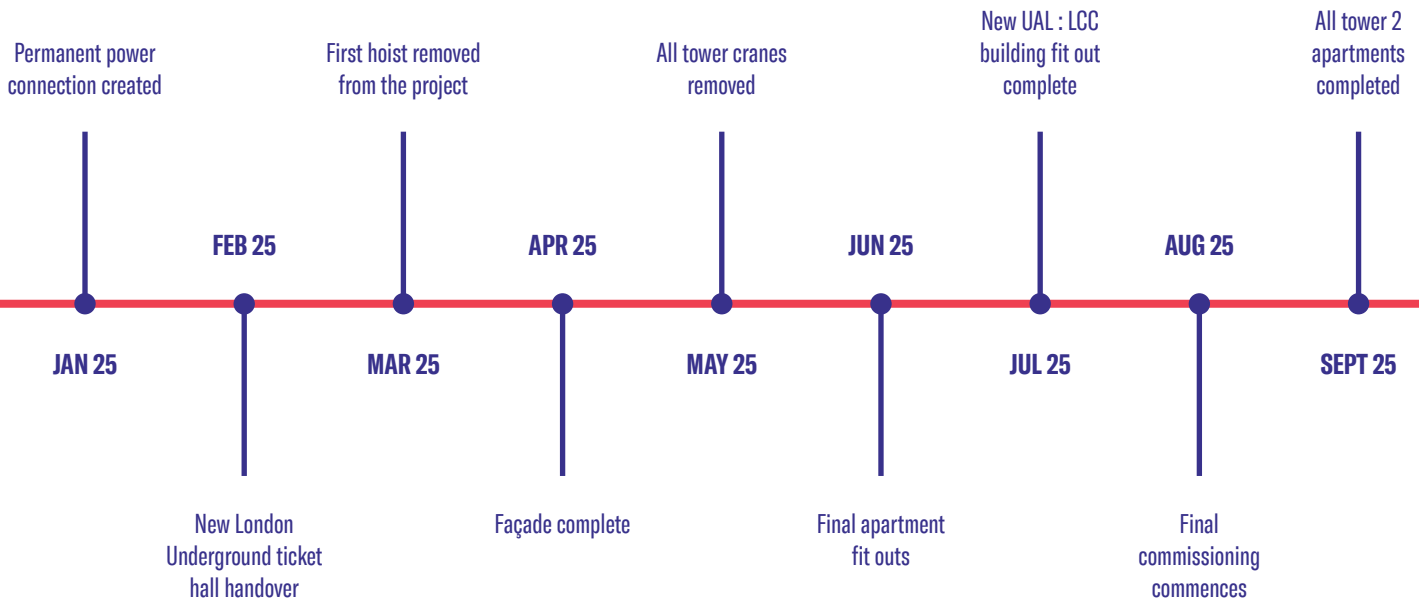 Permanent power
connection created
JAN 25
FEB 25
New London
Underground ticket
hall handover
First hoist removed
from the project
MAR 25
APR 25
Façade complete
All tower cranes
removed
MAY 25
JUN 25
Final apartment
fit outs
New UAL : LCC
building fit out
complete
JUL 25
AUG 25
Final
commissioning
commences
All tower 2
apartments
completed
SEPT 25